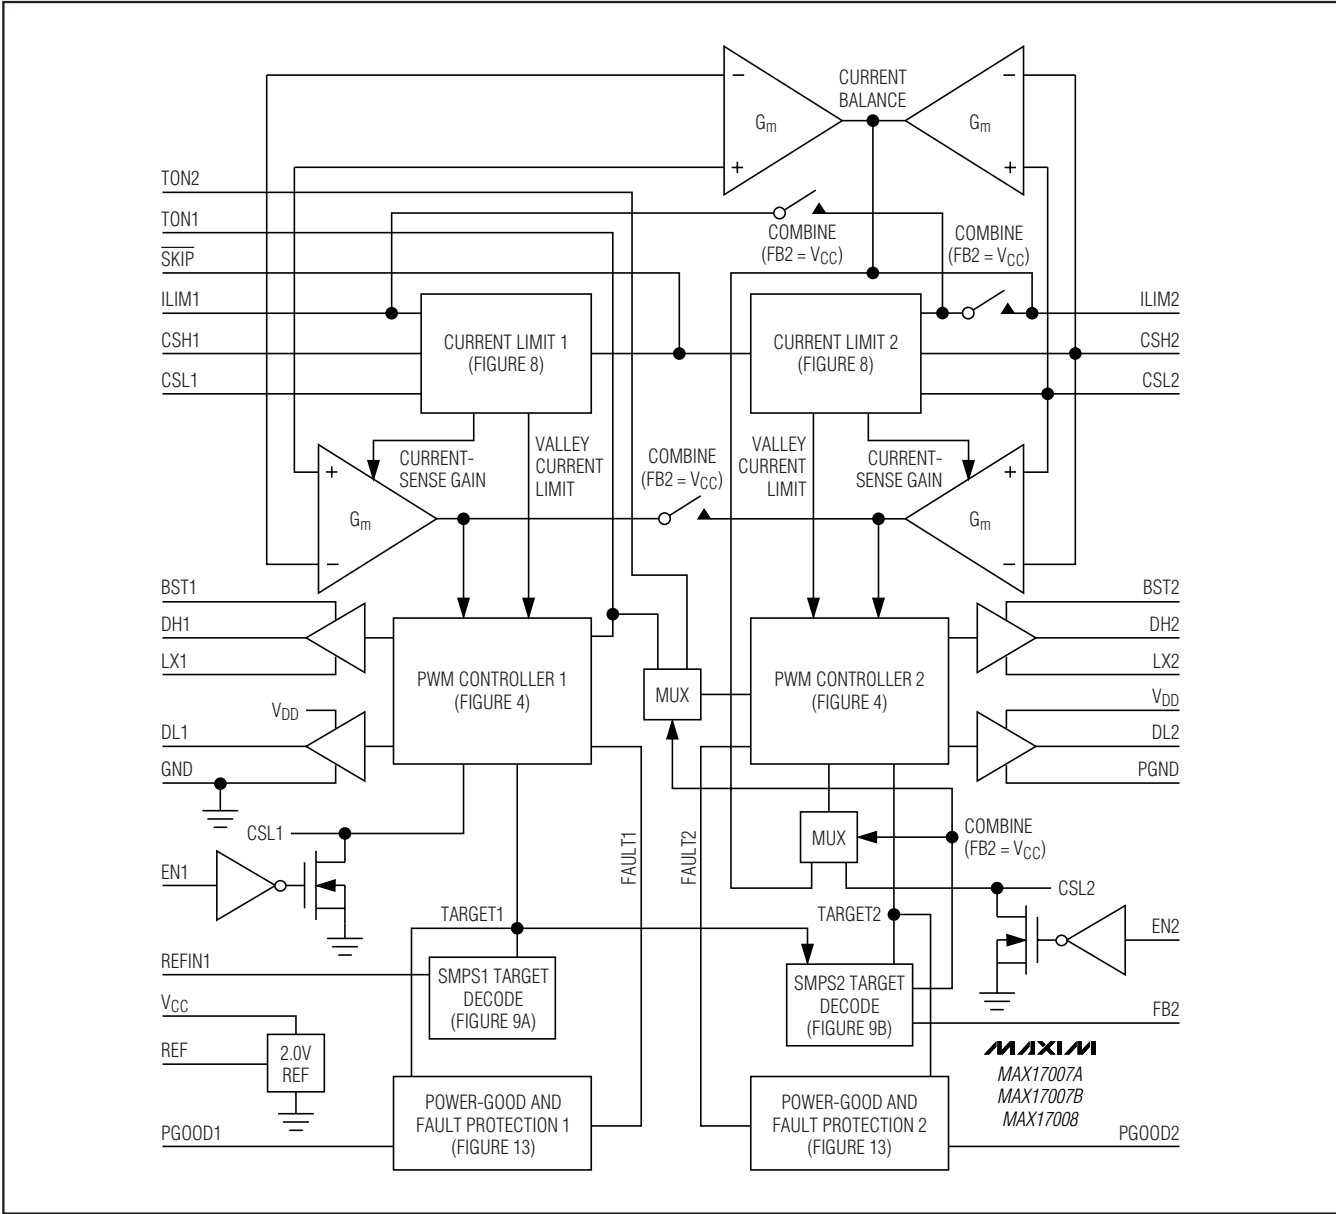 CURRENT
BALANCE
Gm
Gm
−
+
−
+
TON2
TON1
SKIP
ILIM1
CSH1
CSL1
COMBINE
(FB2 = VCC)
COMBINE
(FB2 = VCC)
ILIM2
CSH2
CSL2
CURRENT LIMIT 1
(FIGURE 8)
CURRENT LIMIT 2
(FIGURE 8)
CURRENT-
SENSE GAIN
VALLEY
CURRENT
LIMIT
COMBINE
(FB2 = VCC)
VALLEY
CURRENT
LIMIT
CURRENT-
SENSE GAIN
+
Gm
−
+
Gm
−
BST1
DH1
LX1
VDD
DL1
GND
PWM CONTROLLER 1
(FIGURE 4)
MUX
PWM CONTROLLER 2
(FIGURE 4)
BST2
DH2
LX2
VDD
DL2
PGND
CSL1
EN1
FAULT1
FAULT2
MUX
COMBINE
(FB2 = VCC)
CSL2
EN2
TARGET1
TARGET2
REFIN1
VCC
REF
2.0V
REF
SMPS1 TARGET
DECODE
(FIGURE 9A)
SMPS2 TARGET
DECODE
(FIGURE 9B)
FB2
MAXIM
MAX17007A
MAX17007B
MAX17008
POWER-GOOD AND
FAULT PROTECTION 1
(FIGURE 13)
POWER-GOOD AND
FAULT PROTECTION 2
(FIGURE 13)
PGOOD1
PGOOD2